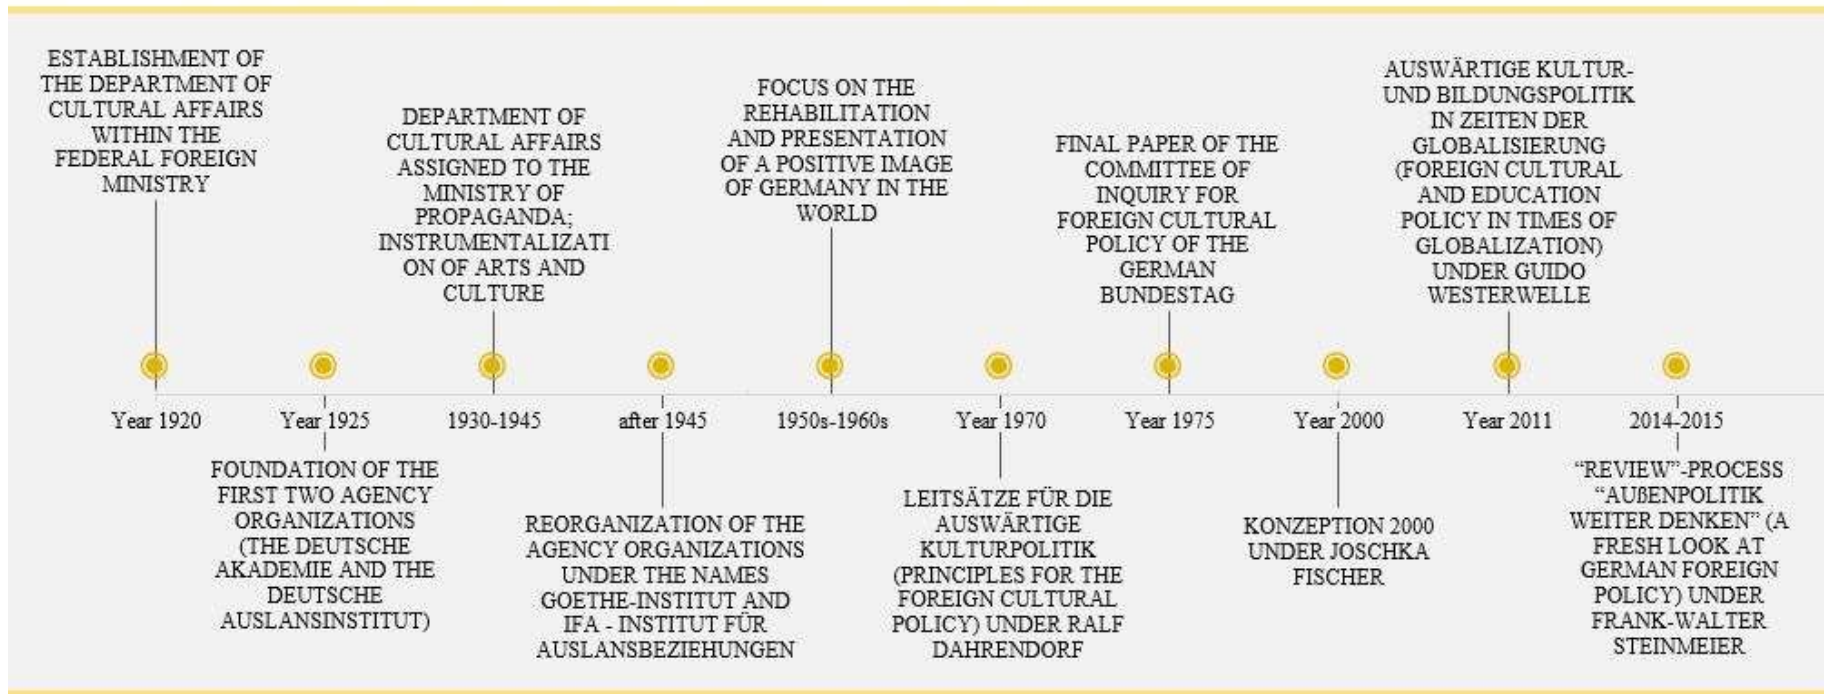 ESTABLISHMENT OF
THE DEPARTMENT OF
CULTURAL AFFAIRS
WITHIN THE
FEDERAL FOREIGN
MINISTRY
DEPARTMENT OF
CULTURAL AFFAIRS
ASSIGNED TO THE
MINISTRY OF
PROPAGANDA;
INSTRUMENTALIZATI
ON OF ARTS AND
CULTURE
FOCUS ON THE
REHABILITATION
AND PRESENTATION
OF A POSITIVE IMAGE
OF GERMANY IN THE
WORLD
FINAL PAPER OF THE
COMMITTEE OF
INQUIRY FOR
FOREIGN CULTURAL
POLICY OF THE
GERMAN
BUNDESTAG
AUSWÄRTIGE KULTUR-
UND BILDUNGSPOLITIK
IN ZEITEN DER
GLOBALISIERUNG
(FOREIGN CULTURAL
AND EDUCATION
POLICY IN TIMES OF
GLOBALIZATION)
UNDER GUIDO
WESTERWELLE
Year 1920
Year 1925
1930-1945
after 1945
1950s-1960s
Year 1970
Year 1975
Year 2000
Year 2011
2014-2015
FOUNDATION OF THE
FIRST TWO AGENCY
ORGANIZATIONS
(THE DEUTSCHE
AKADEMIE AND THE
DEUTSCHE
AUSLANSINSTITUT)
REORGANIZATION OF THE
AGENCY ORGANIZATIONS
UNDER THE NAMES
GOETHE-INSTITUT AND
IFA - INSTITUT FÜR
AUSLANSBEZIEHUNGEN
LEITSÄTZE FÜR DIE
AUSWÄRTIGE
KULTURPOLITIK
(PRINCIPLES FOR THE
FOREIGN CULTURAL
POLICY) UNDER RALF
DAHRENDORF
KONZEPTION 2000
UNDER JOSCHKA
FISCHER
“REVIEW”-PROCESS
“AUßENPOLITIK
WEITER DENKEN” (A
FRESH LOOK AT
GERMAN FOREIGN
POLICY) UNDER
FRANK-WALTER
STEINMEIER